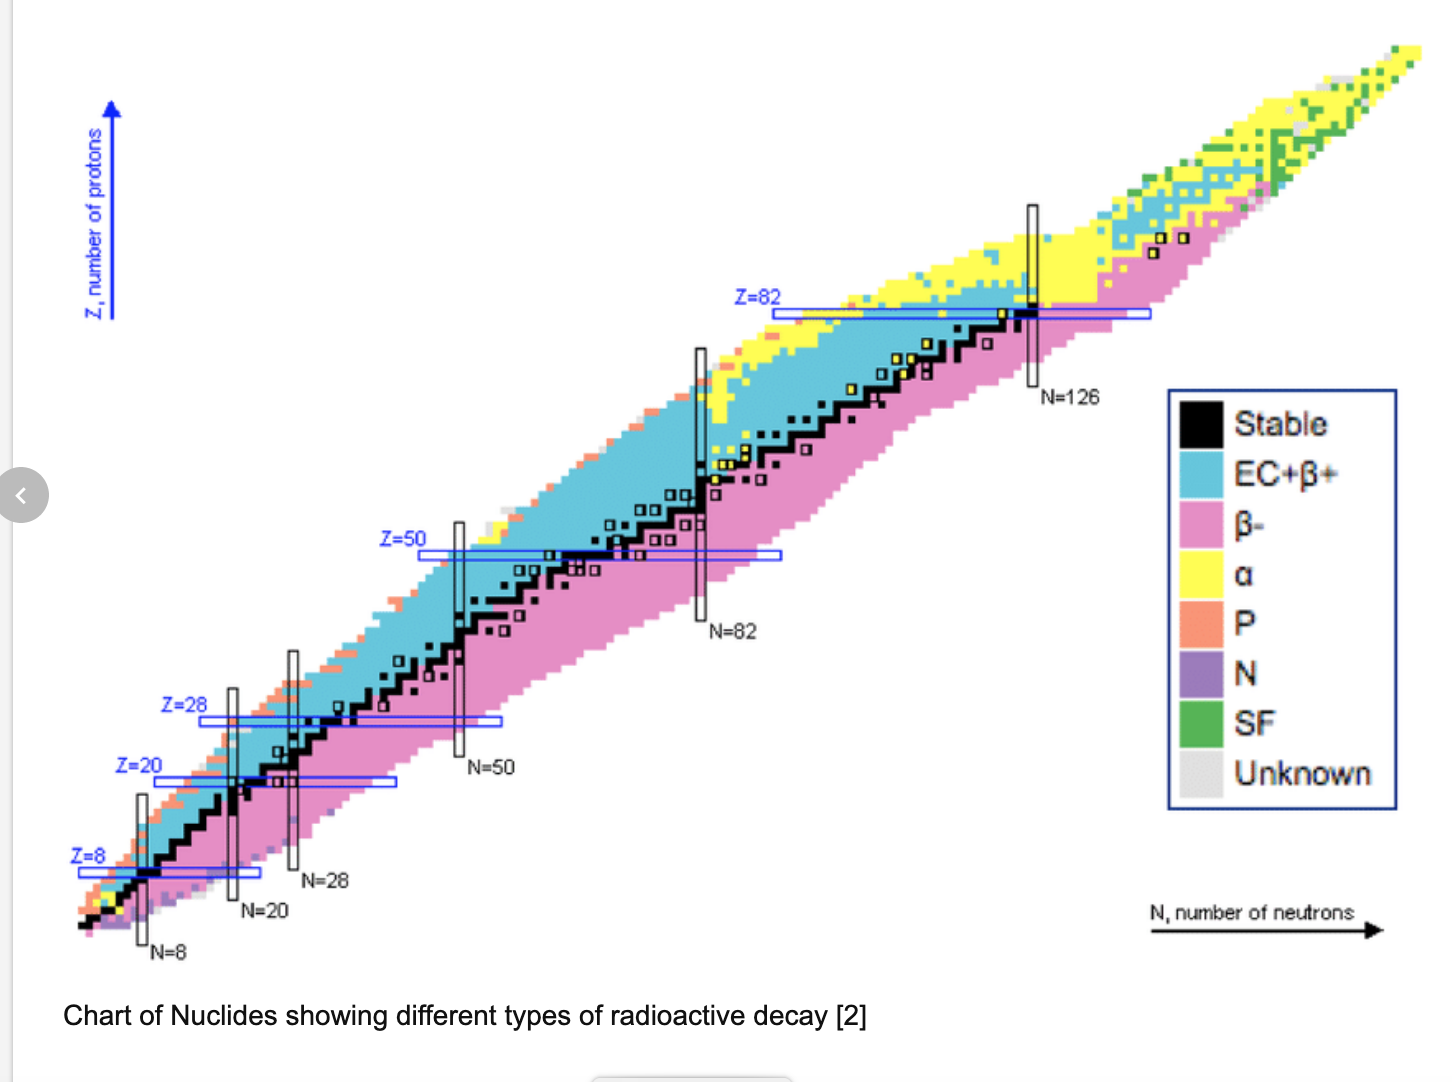 Z, number of protons
Z=82
N=126
Z=50
N=82
Z=28
N=50
Z=20
N=28
Z=8
N=20
N=8
Stable
EC+β+
β-
α
P
N
SF
Unknown
N, number of neutrons
Chart of Nuclides showing different types of radioactive decay [2]